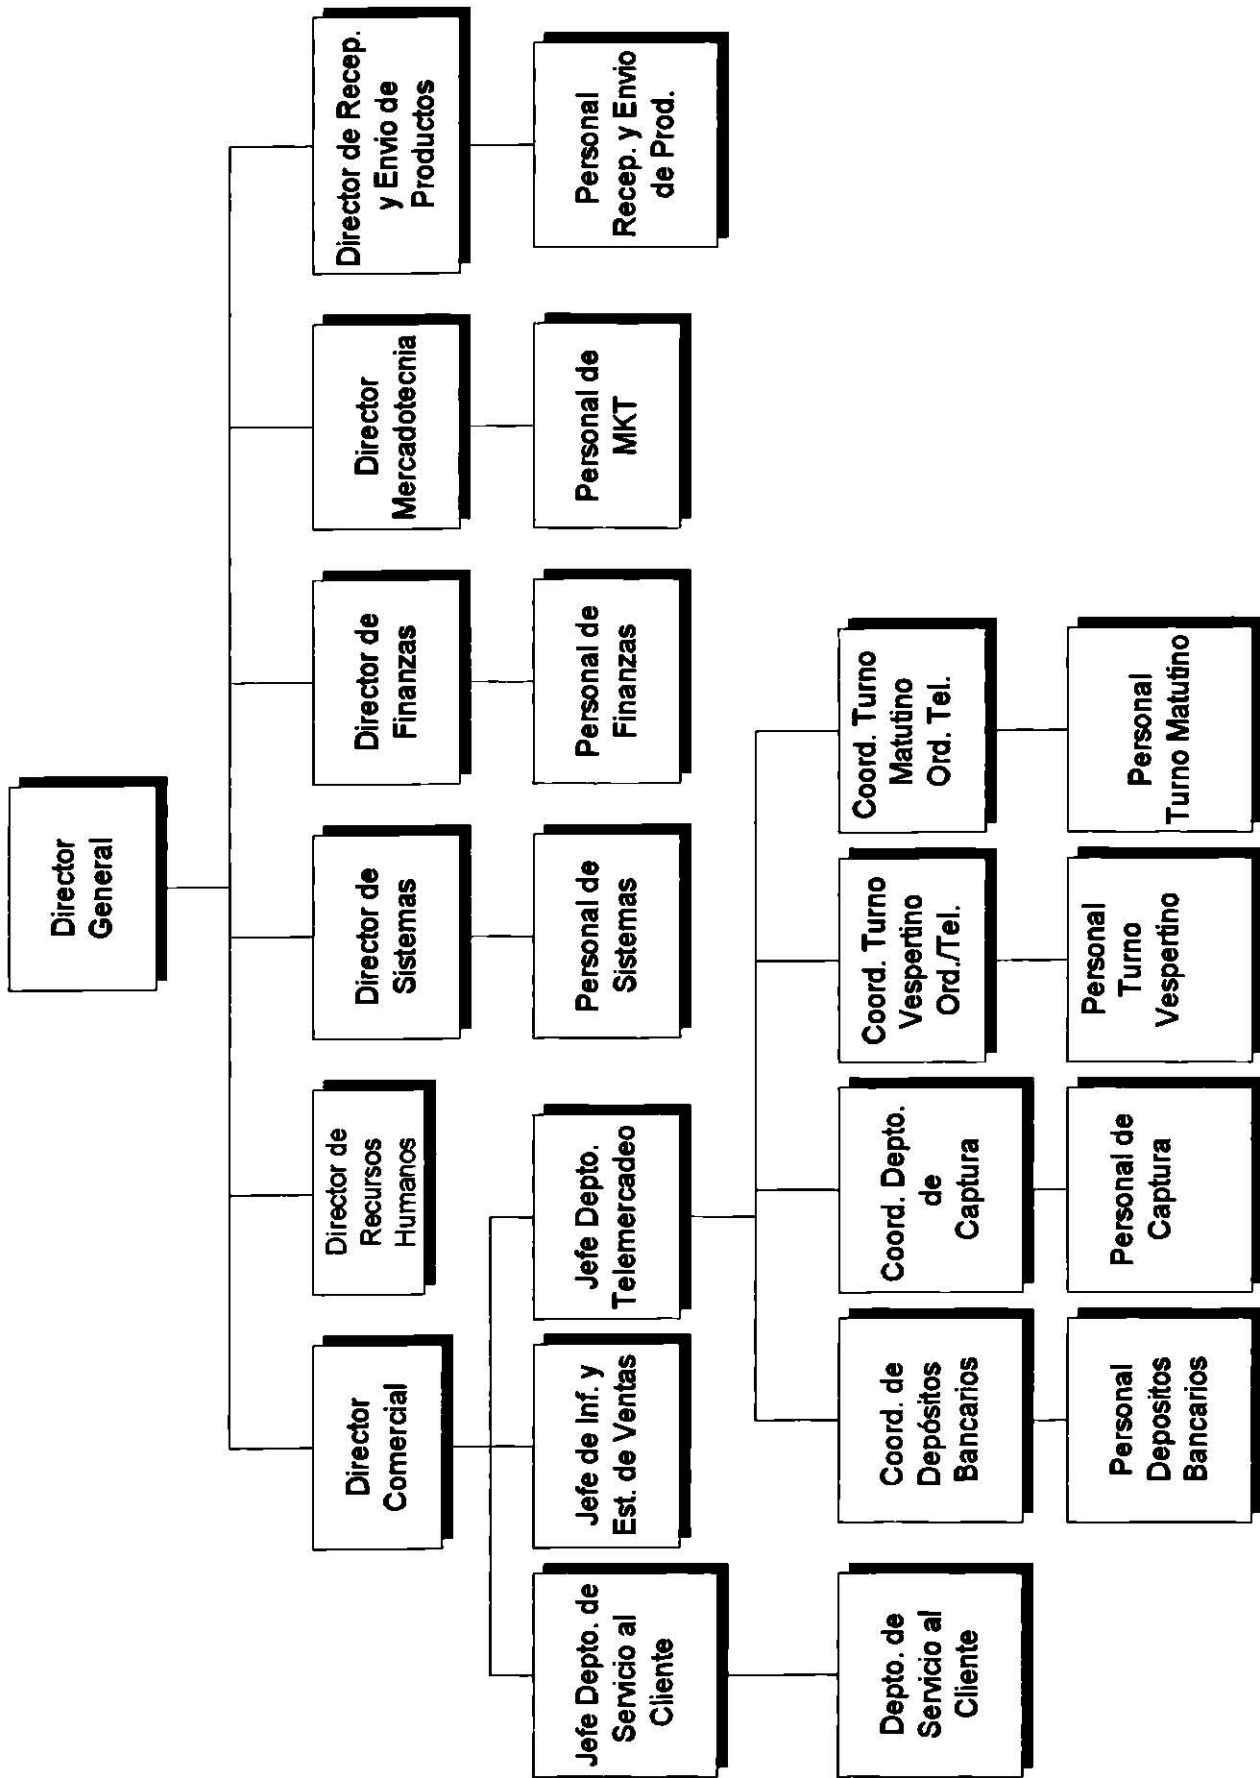 Director
General
Director
Comercial
Director de
Recursos
Humanos
Director de
Sistemas
Director de
Finanzas
Director
Mercadotecnia
Director de Recep.
y Envio de
Productos
Jefe Depto. de
Servicio al
Cliente
Jefe de Inf. y
Est. de Ventas
Jefe Depto.
Telemercadeo
Personal de
Sistemas
Personal de
Finanzas
Personal de
MKT
Personal
Recep. y Envio
de Prod.
Depto. de
Servicio al
Cliente
Coord. de
Depósitos
Bancarios
Coord. Depto.
de
Captura
Coord. Turno
Vespertino
Ord./Tel.
Coord. Turno
Matutino
Ord. Tel.
Personal
Depositos
Bancarios
Personal de
Captura
Personal
Turno
Vespertino
Personal
Turno Matutino